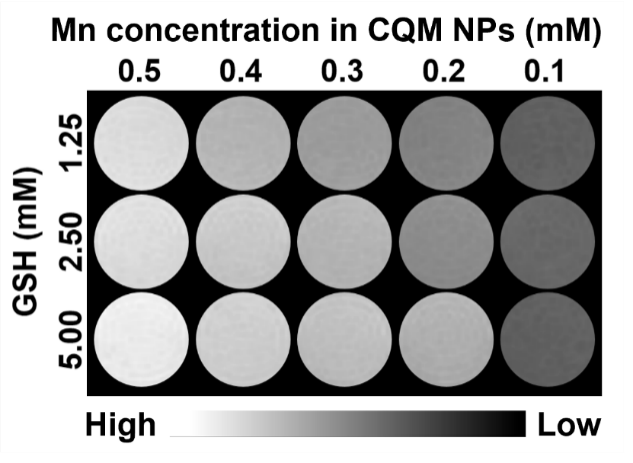 Mn concentration in CQM NPs (mM)
0.5 0.4 0.3 0.2 0.1
GSH (mM)
1.25
2.50
5.00
High Low